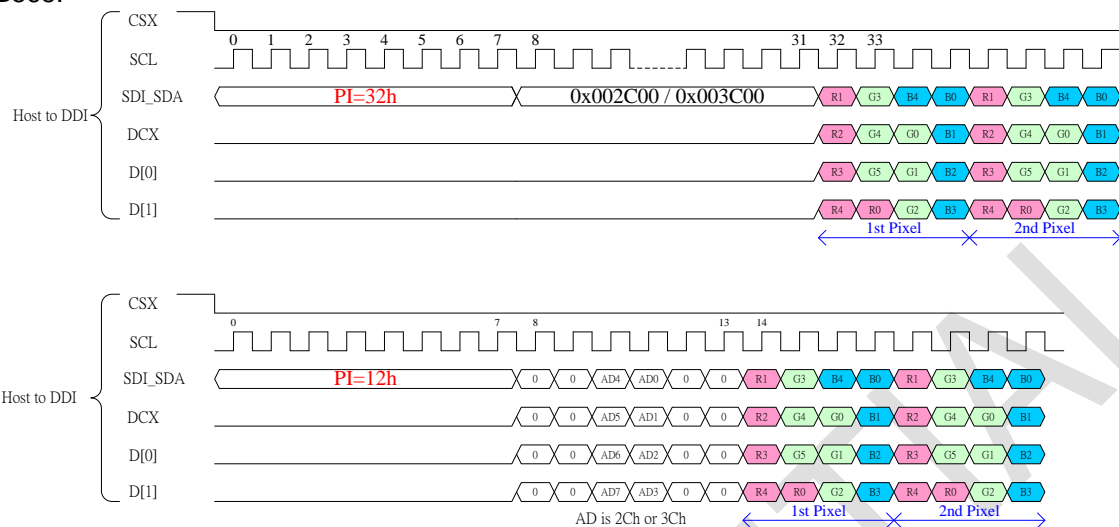 CSX
0 1 2 3 4 5 6 7 8 31 32 33
SCL
SDI_SDA PI=32h 0x002C00 / 0x003C00 R1 G3 B4 B0 R1 G3 B4 B0
Host to DDI
DCX R2 G4 G0 B1 R2 G4 G0 B1
D[0] R3 G5 G1 B2 R3 G5 G1 B2
D[1] R4 R0 G2 B3 R4 R0 G2 B3
1st Pixel 2nd Pixel
CSX
0 7 8 13 14
SCL
SDI_SDA PI=12h 0 0 AD4 AD0 0 0 R1 G3 B4 B0 R1 G3 B4 B0
Host to DDI
DCX 0 0 AD5 AD1 0 0 R2 G4 G0 B1 R2 G4 G0 B1
D[0] 0 0 AD6 AD2 0 0 R3 G5 G1 B2 R3 G5 G1 B2
D[1] 0 0 AD7 AD3 0 0 R4 R0 G2 B3 R4 R0 G2 B3
AD is 2Ch or 3Ch 1st Pixel 2nd Pixel